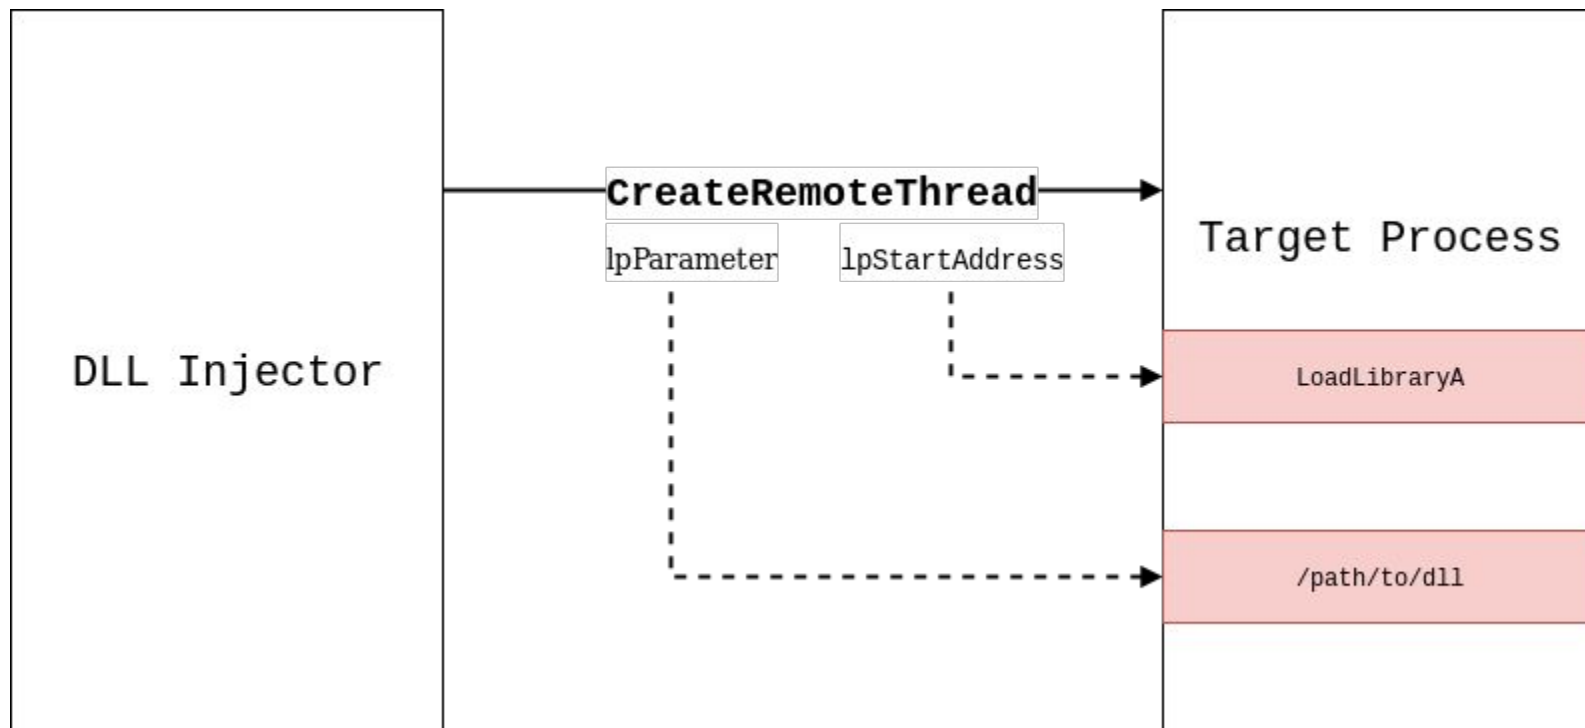 CreateRemoteThread
lpParameter lpStartAddress
Target Process
DLL Injector
LoadLibraryA
/path/to/dll